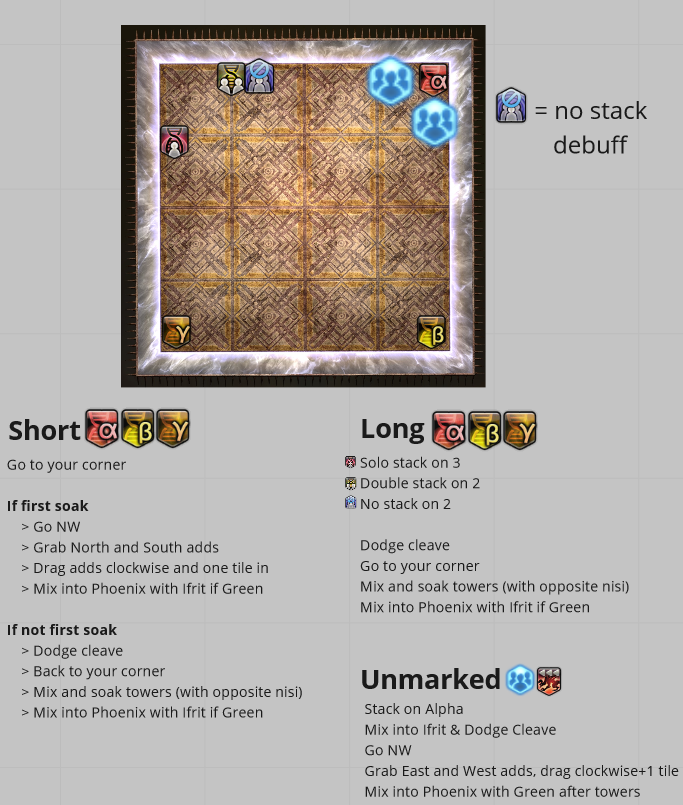 α
= no stack
debuff
γ
β
Short α β γ
Go to your corner
If first soak
> Go NW
> Grab North and South adds
> Drag adds clockwise and one tile in
> Mix into Phoenix with Ifrit if Green
If not first soak
> Dodge cleave
> Back to your corner
> Mix and soak towers (with opposite nisi)
> Mix into Phoenix with Ifrit if Green
Long α β γ
Solo stack on 3
Double stack on 2
No stack on 2
Dodge cleave
Go to your corner
Mix and soak towers (with opposite nisi)
Mix into Phoenix with Ifrit if Green
Unmarked
Stack on Alpha
Mix into Ifrit & Dodge Cleave
Go NW
Grab East and West adds, drag clockwise+1 tile
Mix into Phoenix with Green after towers